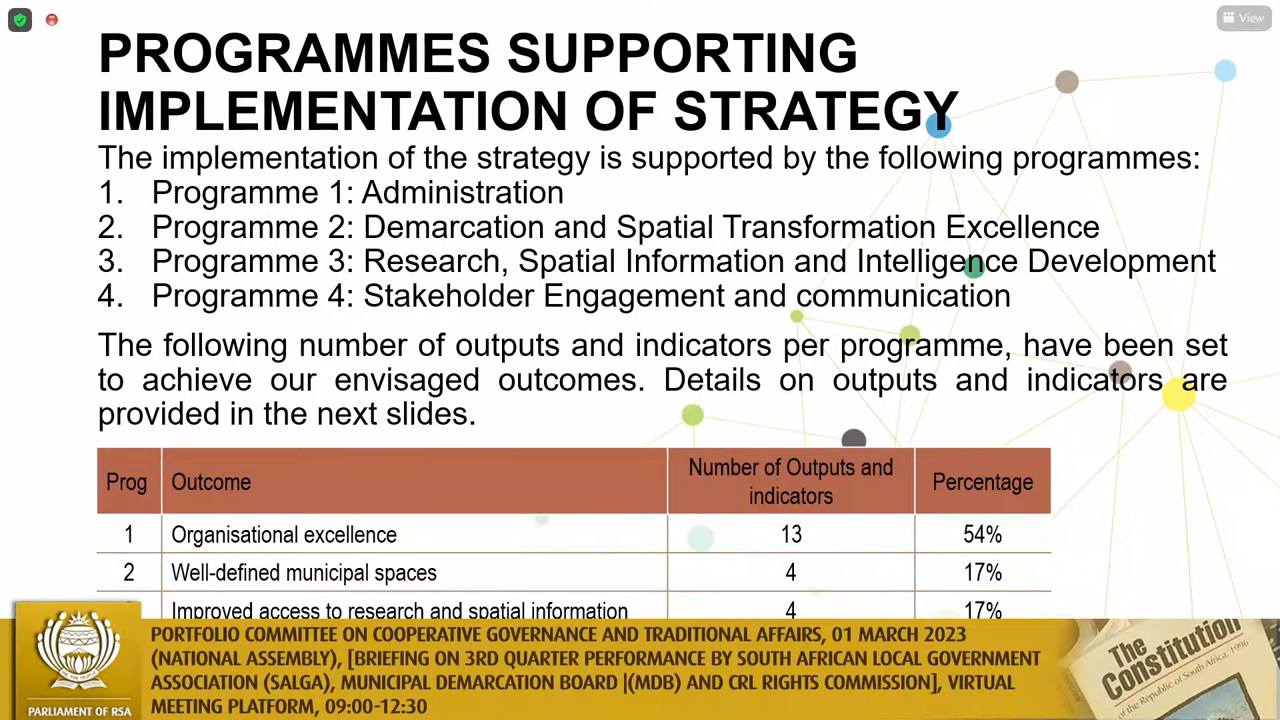 View
PROGRAMMES SUPPORTING
IMPLEMENTATION OF STRATEGY
The implementation of the strategy is supported by the following programmes:
1. Programme 1: Administration
2. Programme 2: Demarcation and Spatial Transformation Excellence
3. Programme 3: Research, Spatial Information and Intelligence Development
4. Programme 4: Stakeholder Engagement and communication
The following number of outputs and indicators per programme, have been set
to achieve our envisaged outcomes. Details on outputs and indicators are
provided in the next slides.
Prog Outcome Number of Outputs and indicators Percentage
1 Organisational excellence 13 54%
2 Well-defined municipal spaces 4 17%
Improved access to research and spatial information 4 17%
PORTFOLIO COMMITTEE ON COOPERATIVE GOVERNANCE AND TRADITIONAL AFFAIRS, 01 MARCH 2023
(NATIONAL ASSEMBLY), [BRIEFING ON 3RD QUARTER PERFORMANCE BY SOUTH AFRICAN LOCAL GOVERNMENT
ASSOCIATION (SALGA), MUNICIPAL DEMARCATION BOARD |(MDB) AND CRL RIGHTS COMMISSION], VIRTUAL
MEETING PLATFORM, 09:00-12:30
PARLIAMENT OF RSA
The
Constitution
of the Republic of South Africa, 1996